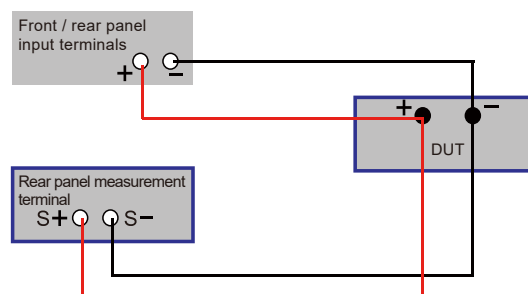 Front / rear panel
input terminals
+ −
+ −
DUT
Rear panel measurement
terminal
S+ S−